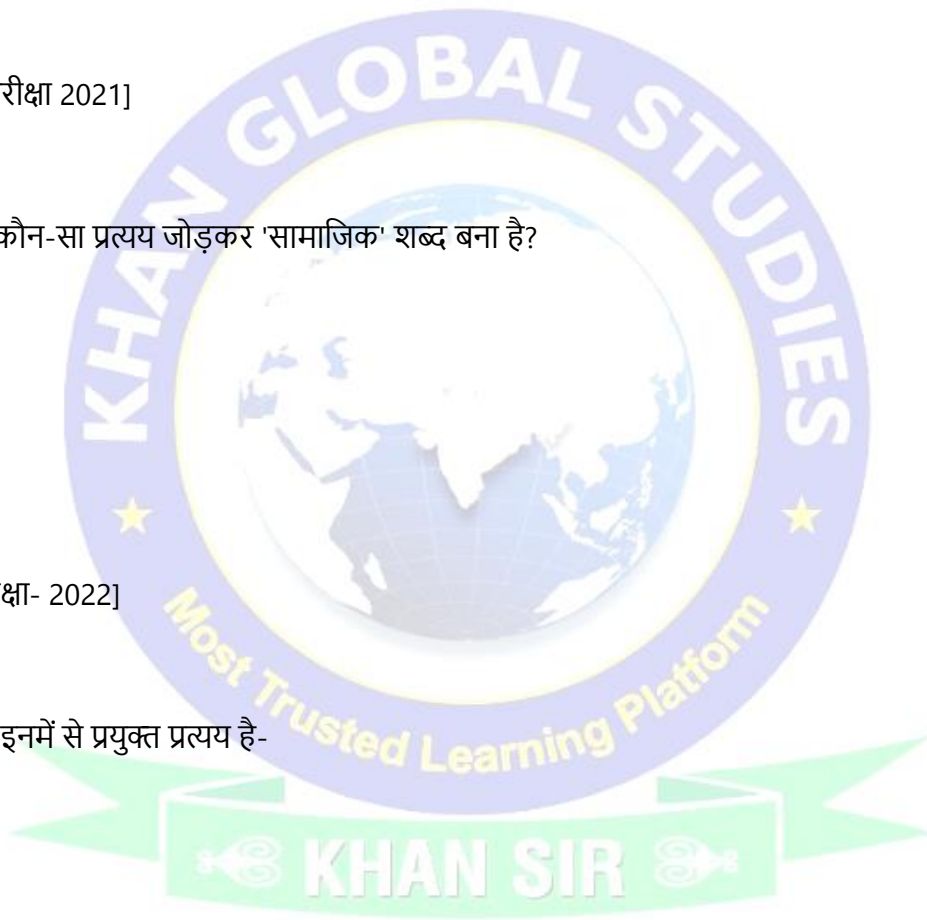 रीक्षा 2021]
कौन-सा प्रत्यय जोड़कर 'सामाजिक' शब्द बना है?
KHAN GLOBAL STUDIES
क्षा- 2022]
Most Trusted Learning Platform
इनमें से प्रयुक्त प्रत्यय है-
KHAN SIR